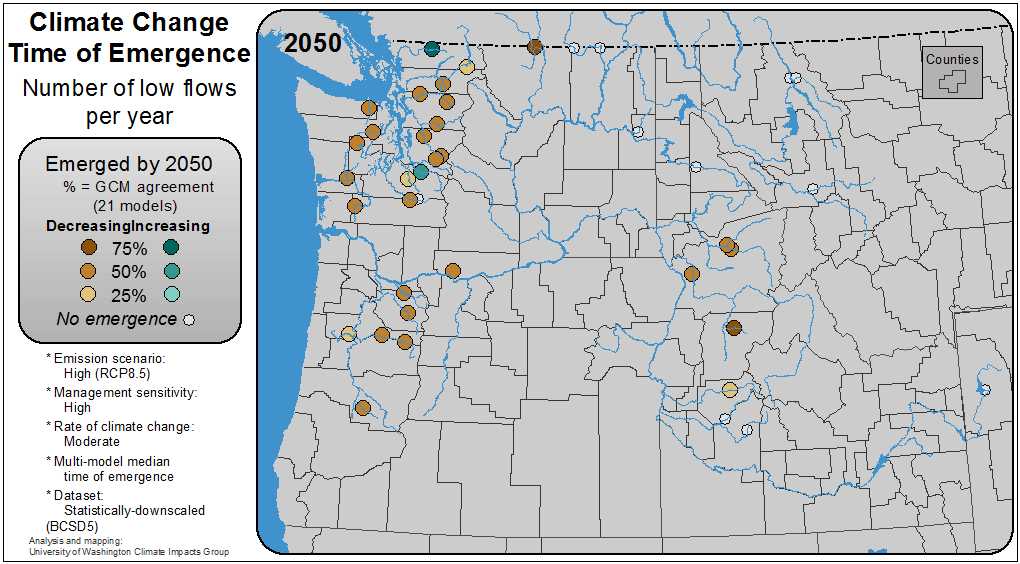 Climate Change
Time of Emergence
Number of low flows
per year
Emerged by 2050
% = GCM agreement
(21 models)
Decreasing Increasing
75%
50%
25%
No emergence
* Emission scenario:
High (RCP8.5)
* Management sensitivity:
High
* Rate of climate change:
Moderate
* Multi-model median
time of emergence
* Dataset:
Statistically-downscaled
(BCSD5)
Analysis and mapping:
University of Washington Climate Impacts Group
2050
Counties